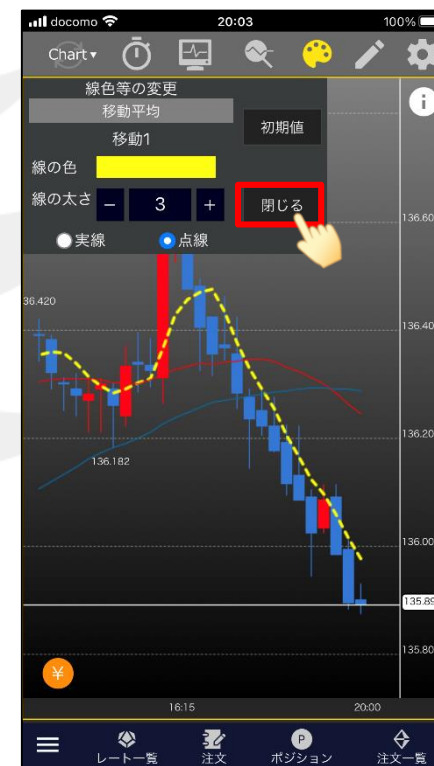 docomo 20:03 100%
Chart▾
線色等の変更
移動平均
初期値
移動1
線の色
線の太さ − 3 + 閉じる
実線 点線
136.60
36.420
136.40
136.20
136.182
136.00
135.89
135.80
¥
16:15 20:00
P
レート一覧 注文 ポジション 注文一覧